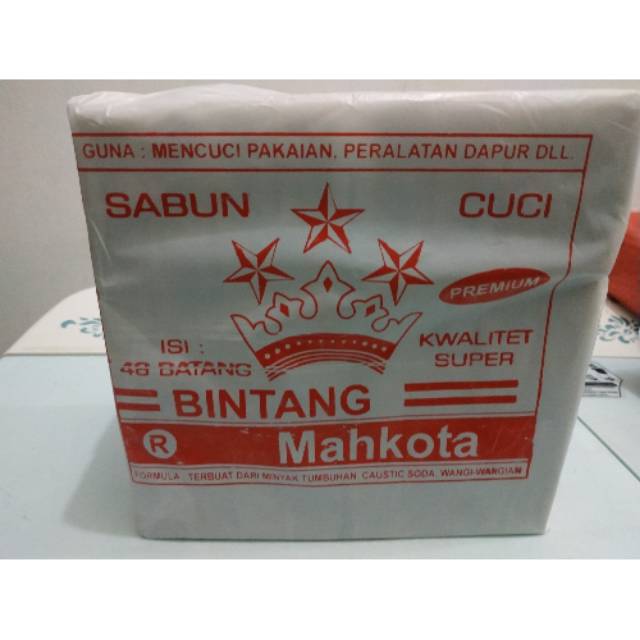 GUNA : MENCUCI PAKAIAN, PERALATAN DAPUR DLL.
SABUN CUCI
PREMIUM
ISI :
48 BATANG
KWALITET
SUPER
BINTANG
R Mahkota
FORMULA : TERBUAT DARI MINYAK TUMBUHAN, CAUSTIC SODA, WANGI-WANGIAN